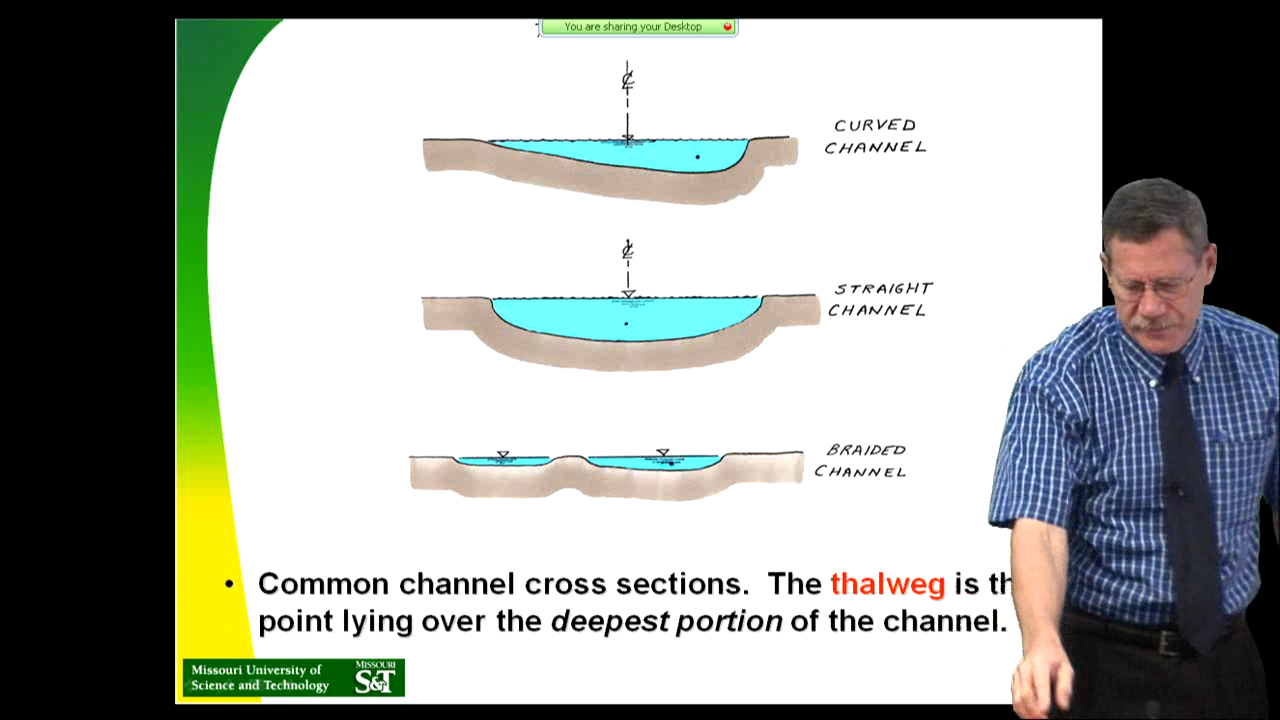 You are sharing your Desktop
CURVED
CHANNEL
STRAIGHT
CHANNEL
BRAIDED
CHANNEL
• Common channel cross sections. The thalweg is th
point lying over the deepest portion of the channel.
Missouri University of
Science and Technology
MISSOURI
S&T